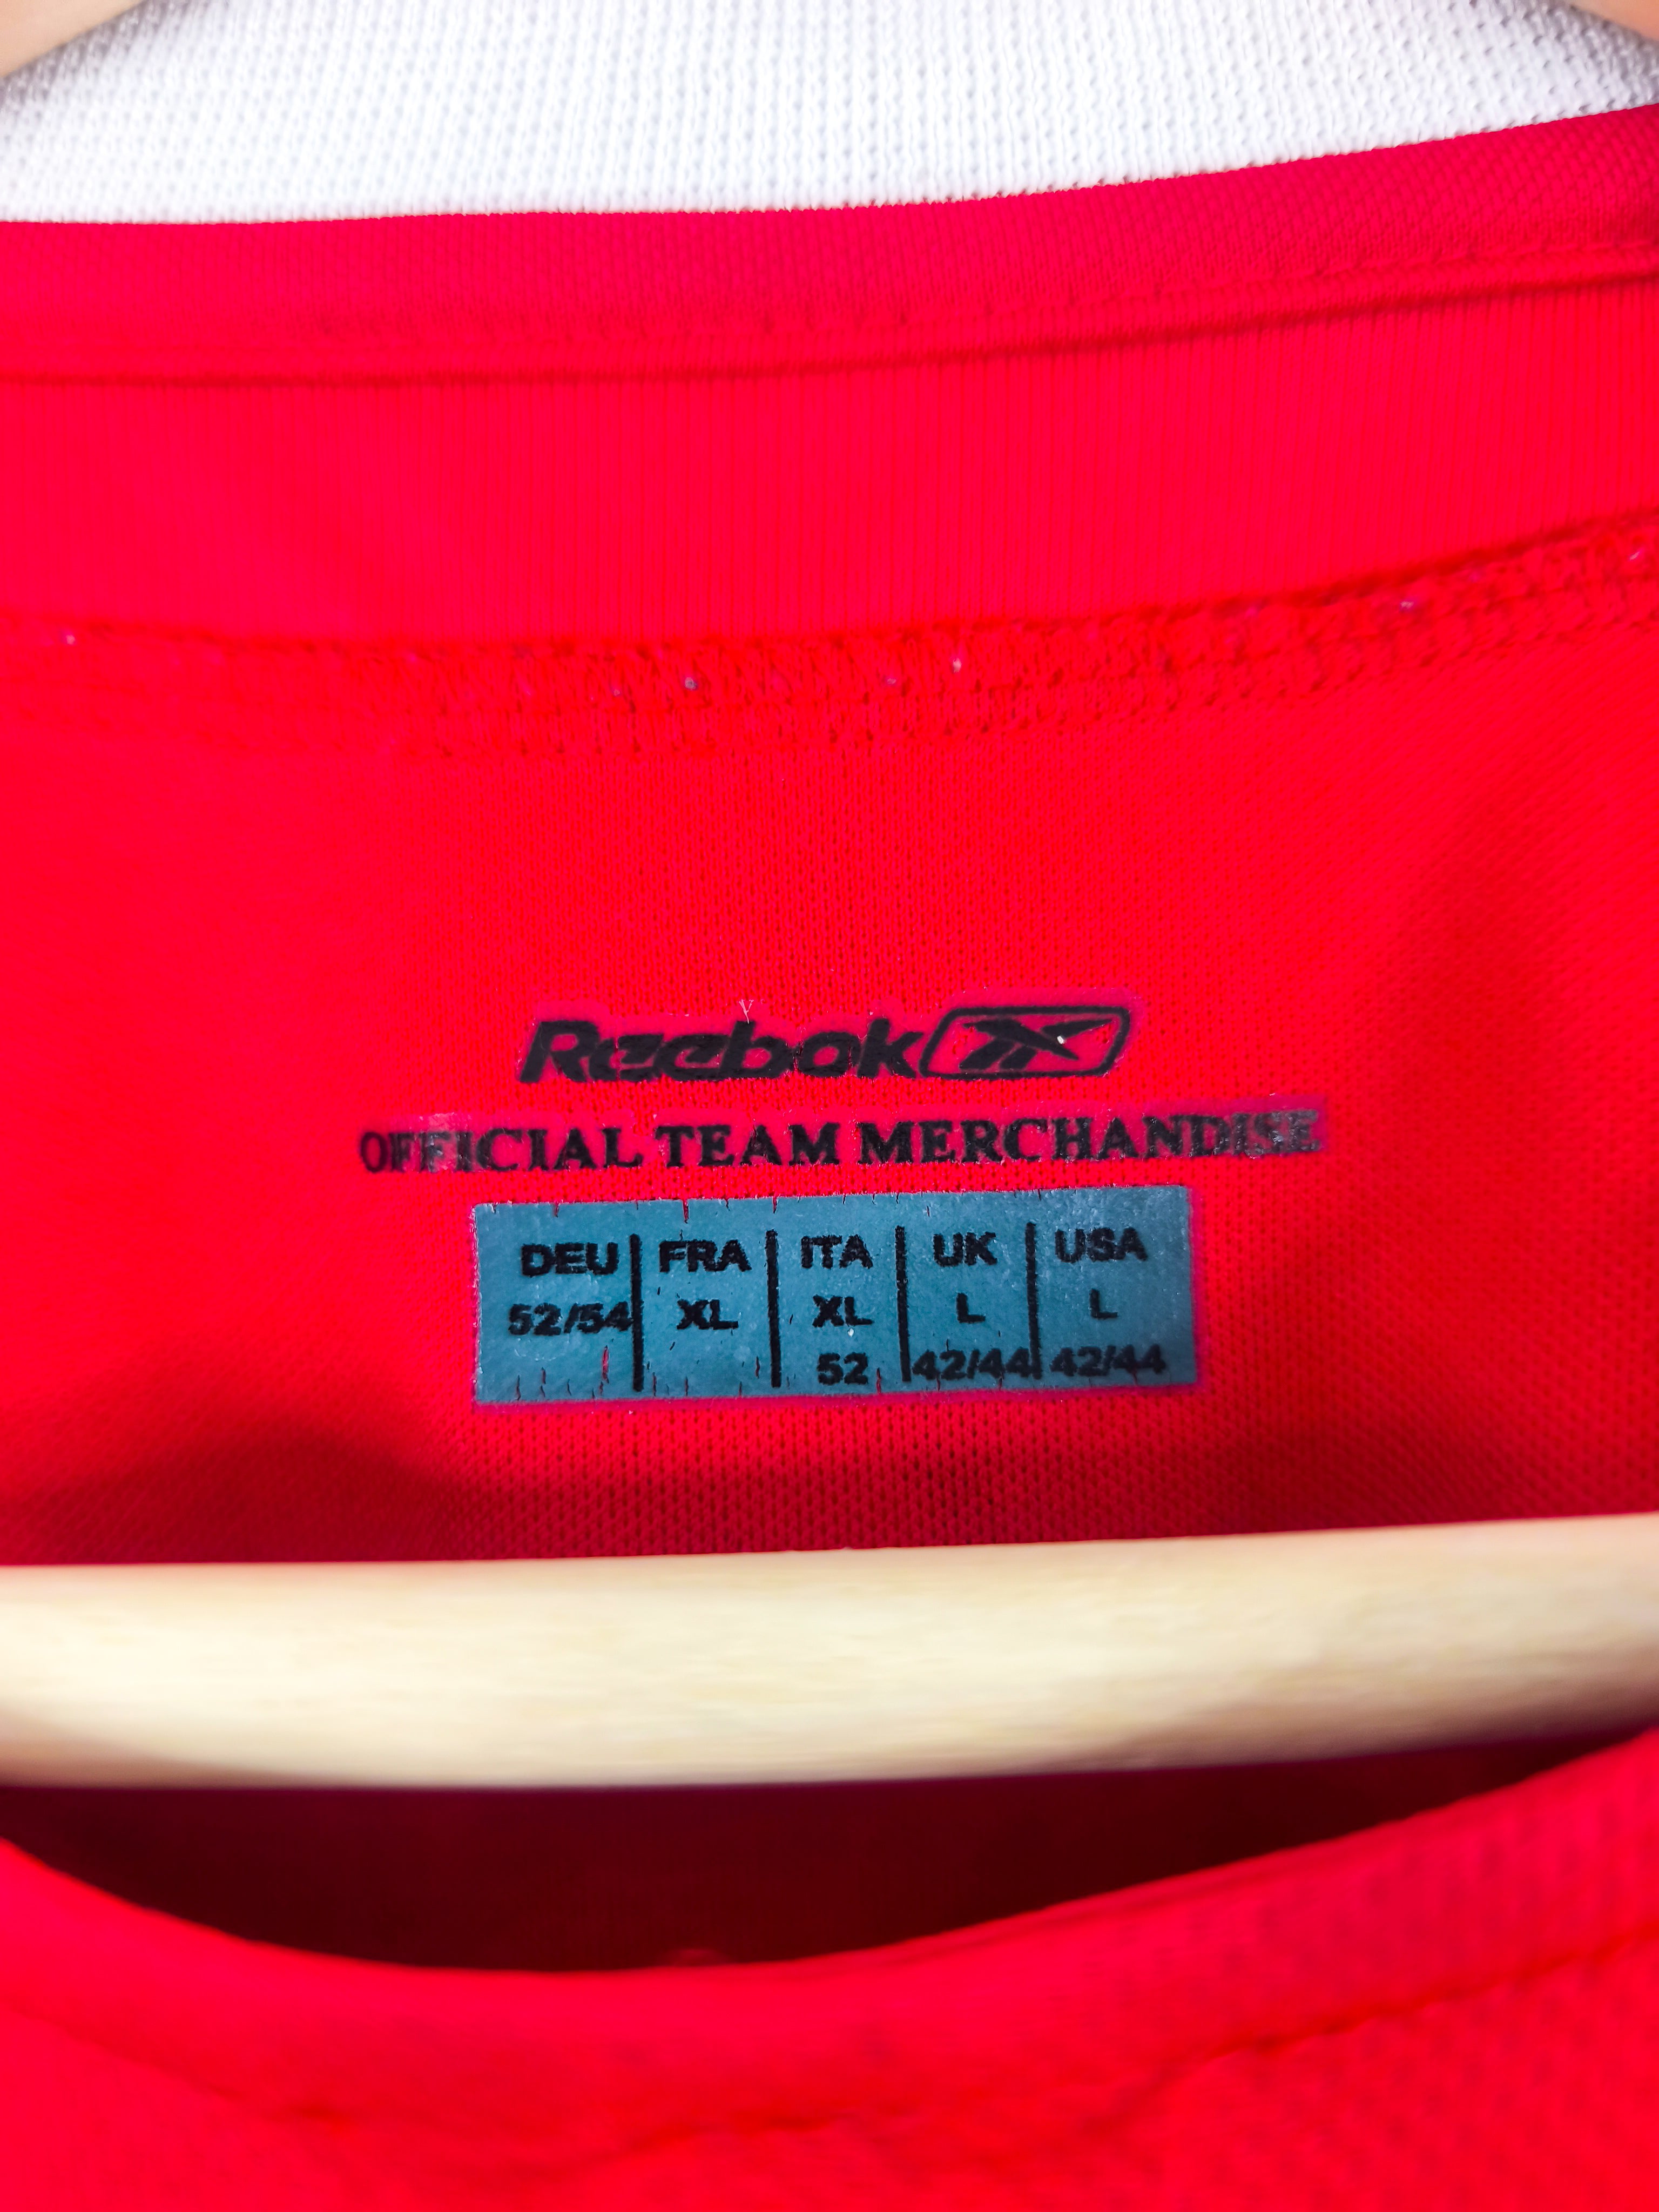 Reebok
OFFICIAL TEAM MERCHANDISE
DEU | FRA | ITA | UK | USA
52/54 | XL | XL | L | L
52 | 42/44 | 42/44